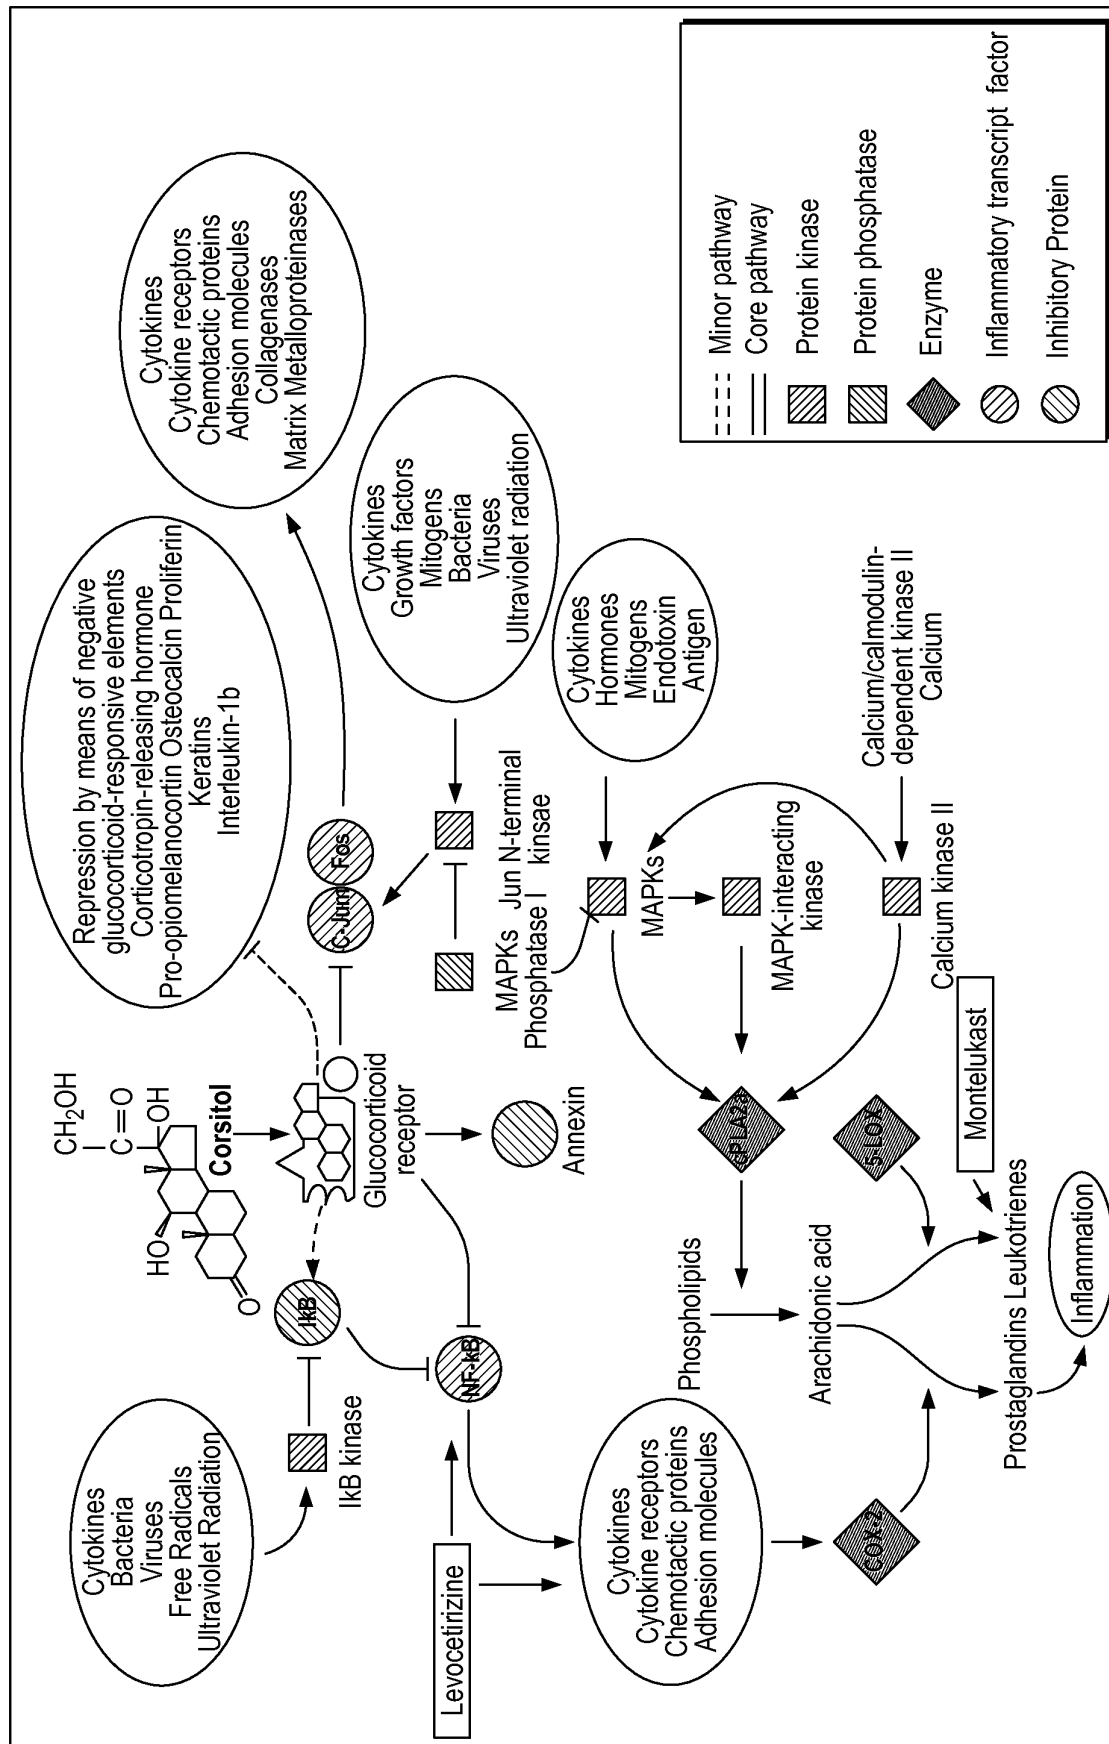 Cytokines
Bacteria
Viruses
Free Radicals
Ultraviolet Radiation
IkB kinase
IkB
NF-kB
Levocetirizine
Cytokines
Cytokine receptors
Chemotactic proteins
Adhesion molecules
COX-2
CH2OH
C=O
OH
HO
O
Corsitol
Glucocorticoid
receptor
Annexin
Repression by means of negative
glucocorticoid-responsive elements
Corticotropin-releasing hormone
Pro-opiomelanocortin Osteocalcin Proliferin
Keratins
Interleukin-1b
C-Jum
Fos
Cytokines
Cytokine receptors
Chemotactic proteins
Adhesion molecules
Collagenases
Matrix Metalloproteinases
Cytokines
Growth factors
Mitogens
Bacteria
Viruses
Ultraviolet radiation
MAPKs Jun N-terminal
Phosphatase I kinsae
Cytokines
Hormones
Mitogens
Endotoxin
Antigen
MAPKs
MAPK-interacting
kinase
Calcium/calmodulin-
dependent kinase II
Calcium
Calcium kinase II
cPLA2a
5-LOX
Montelukast
Phospholipids
Arachidonic acid
Prostaglandins Leukotrienes
Inflammation
Minor pathway
Core pathway
Protein kinase
Protein phosphatase
Enzyme
Inflammatory transcript factor
Inhibitory Protein